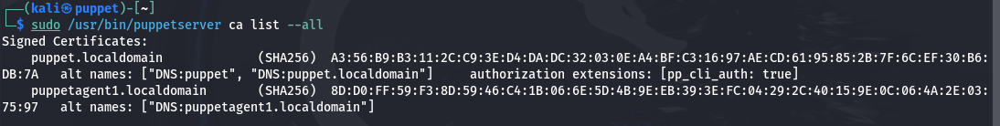 ┌──(kali㉿puppet)-[~]
└─$ sudo /usr/bin/puppetserver ca list --all
Signed Certificates:
    puppet.localdomain             (SHA256)  A3:56:B9:B3:11:2C:C9:3E:D4:DA:DC:32:03:0E:A4:BF:C3:16:97:AE:CD:61:95:85:2B:7F:6C:EF:30:B6:
DB:7A   alt names: ["DNS:puppet", "DNS:puppet.localdomain"]     authorization extensions: [pp_cli_auth: true]
    puppetagent1.localdomain       (SHA256)  8D:D0:FF:59:F3:8D:59:46:C4:1B:06:6E:5D:4B:9E:EB:39:3E:FC:04:29:2C:40:15:9E:0C:06:4A:2E:03:
75:97   alt names: ["DNS:puppetagent1.localdomain"]